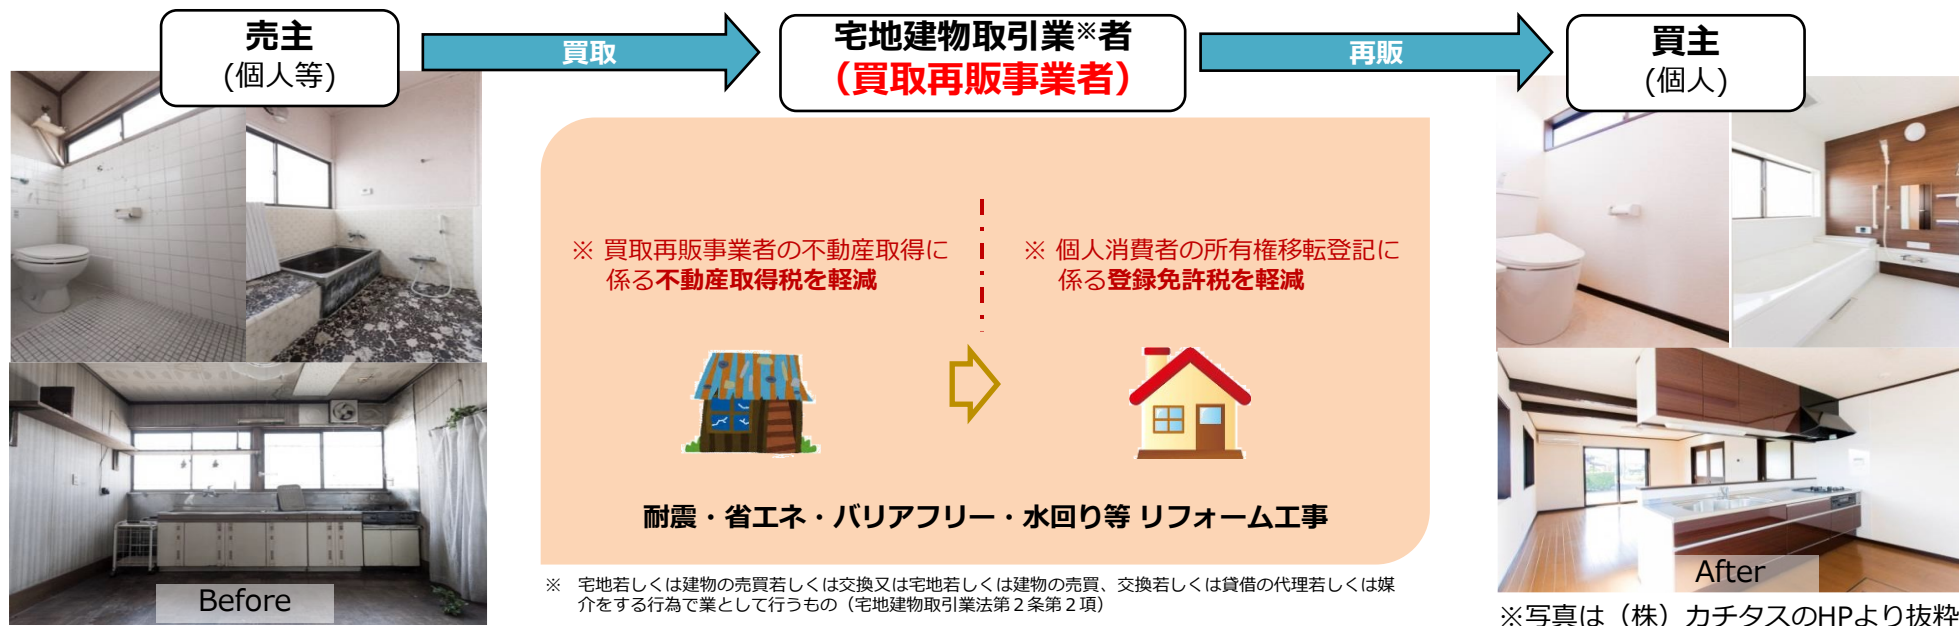 売主
(個人等)
買取
宅地建物取引業※者
（買取再販事業者）
再販
買主
(個人)
※ 買取再販事業者の不動産取得に
係る不動産取得税を軽減
※ 個人消費者の所有権移転登記に
係る登録免許税を軽減
耐震・省エネ・バリアフリー・水回り等 リフォーム工事
Before
After
※ 宅地若しくは建物の売買若しくは交換又は宅地若しくは建物の売買、交換若しくは貸借の代理若しくは媒
介をする行為で業として行うもの（宅地建物取引業法第２条第２項）
※写真は（株）カチタスのHPより抜粋